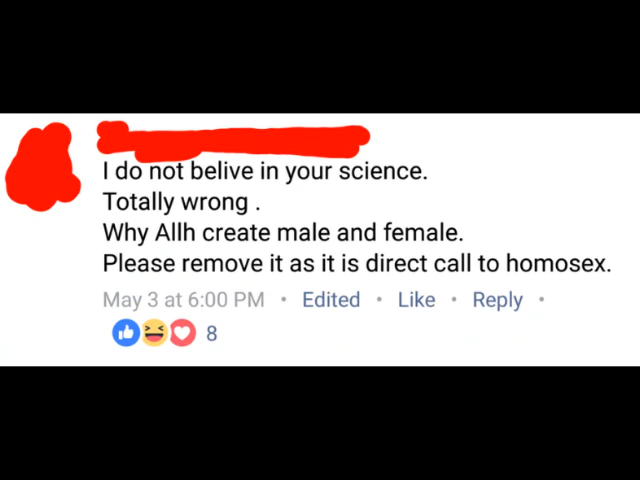 I do not belive in your science.
Totally wrong .
Why Allh create male and female.
Please remove it as it is direct call to homosex.
May 3 at 6:00 PM • Edited • Like • Reply •
8